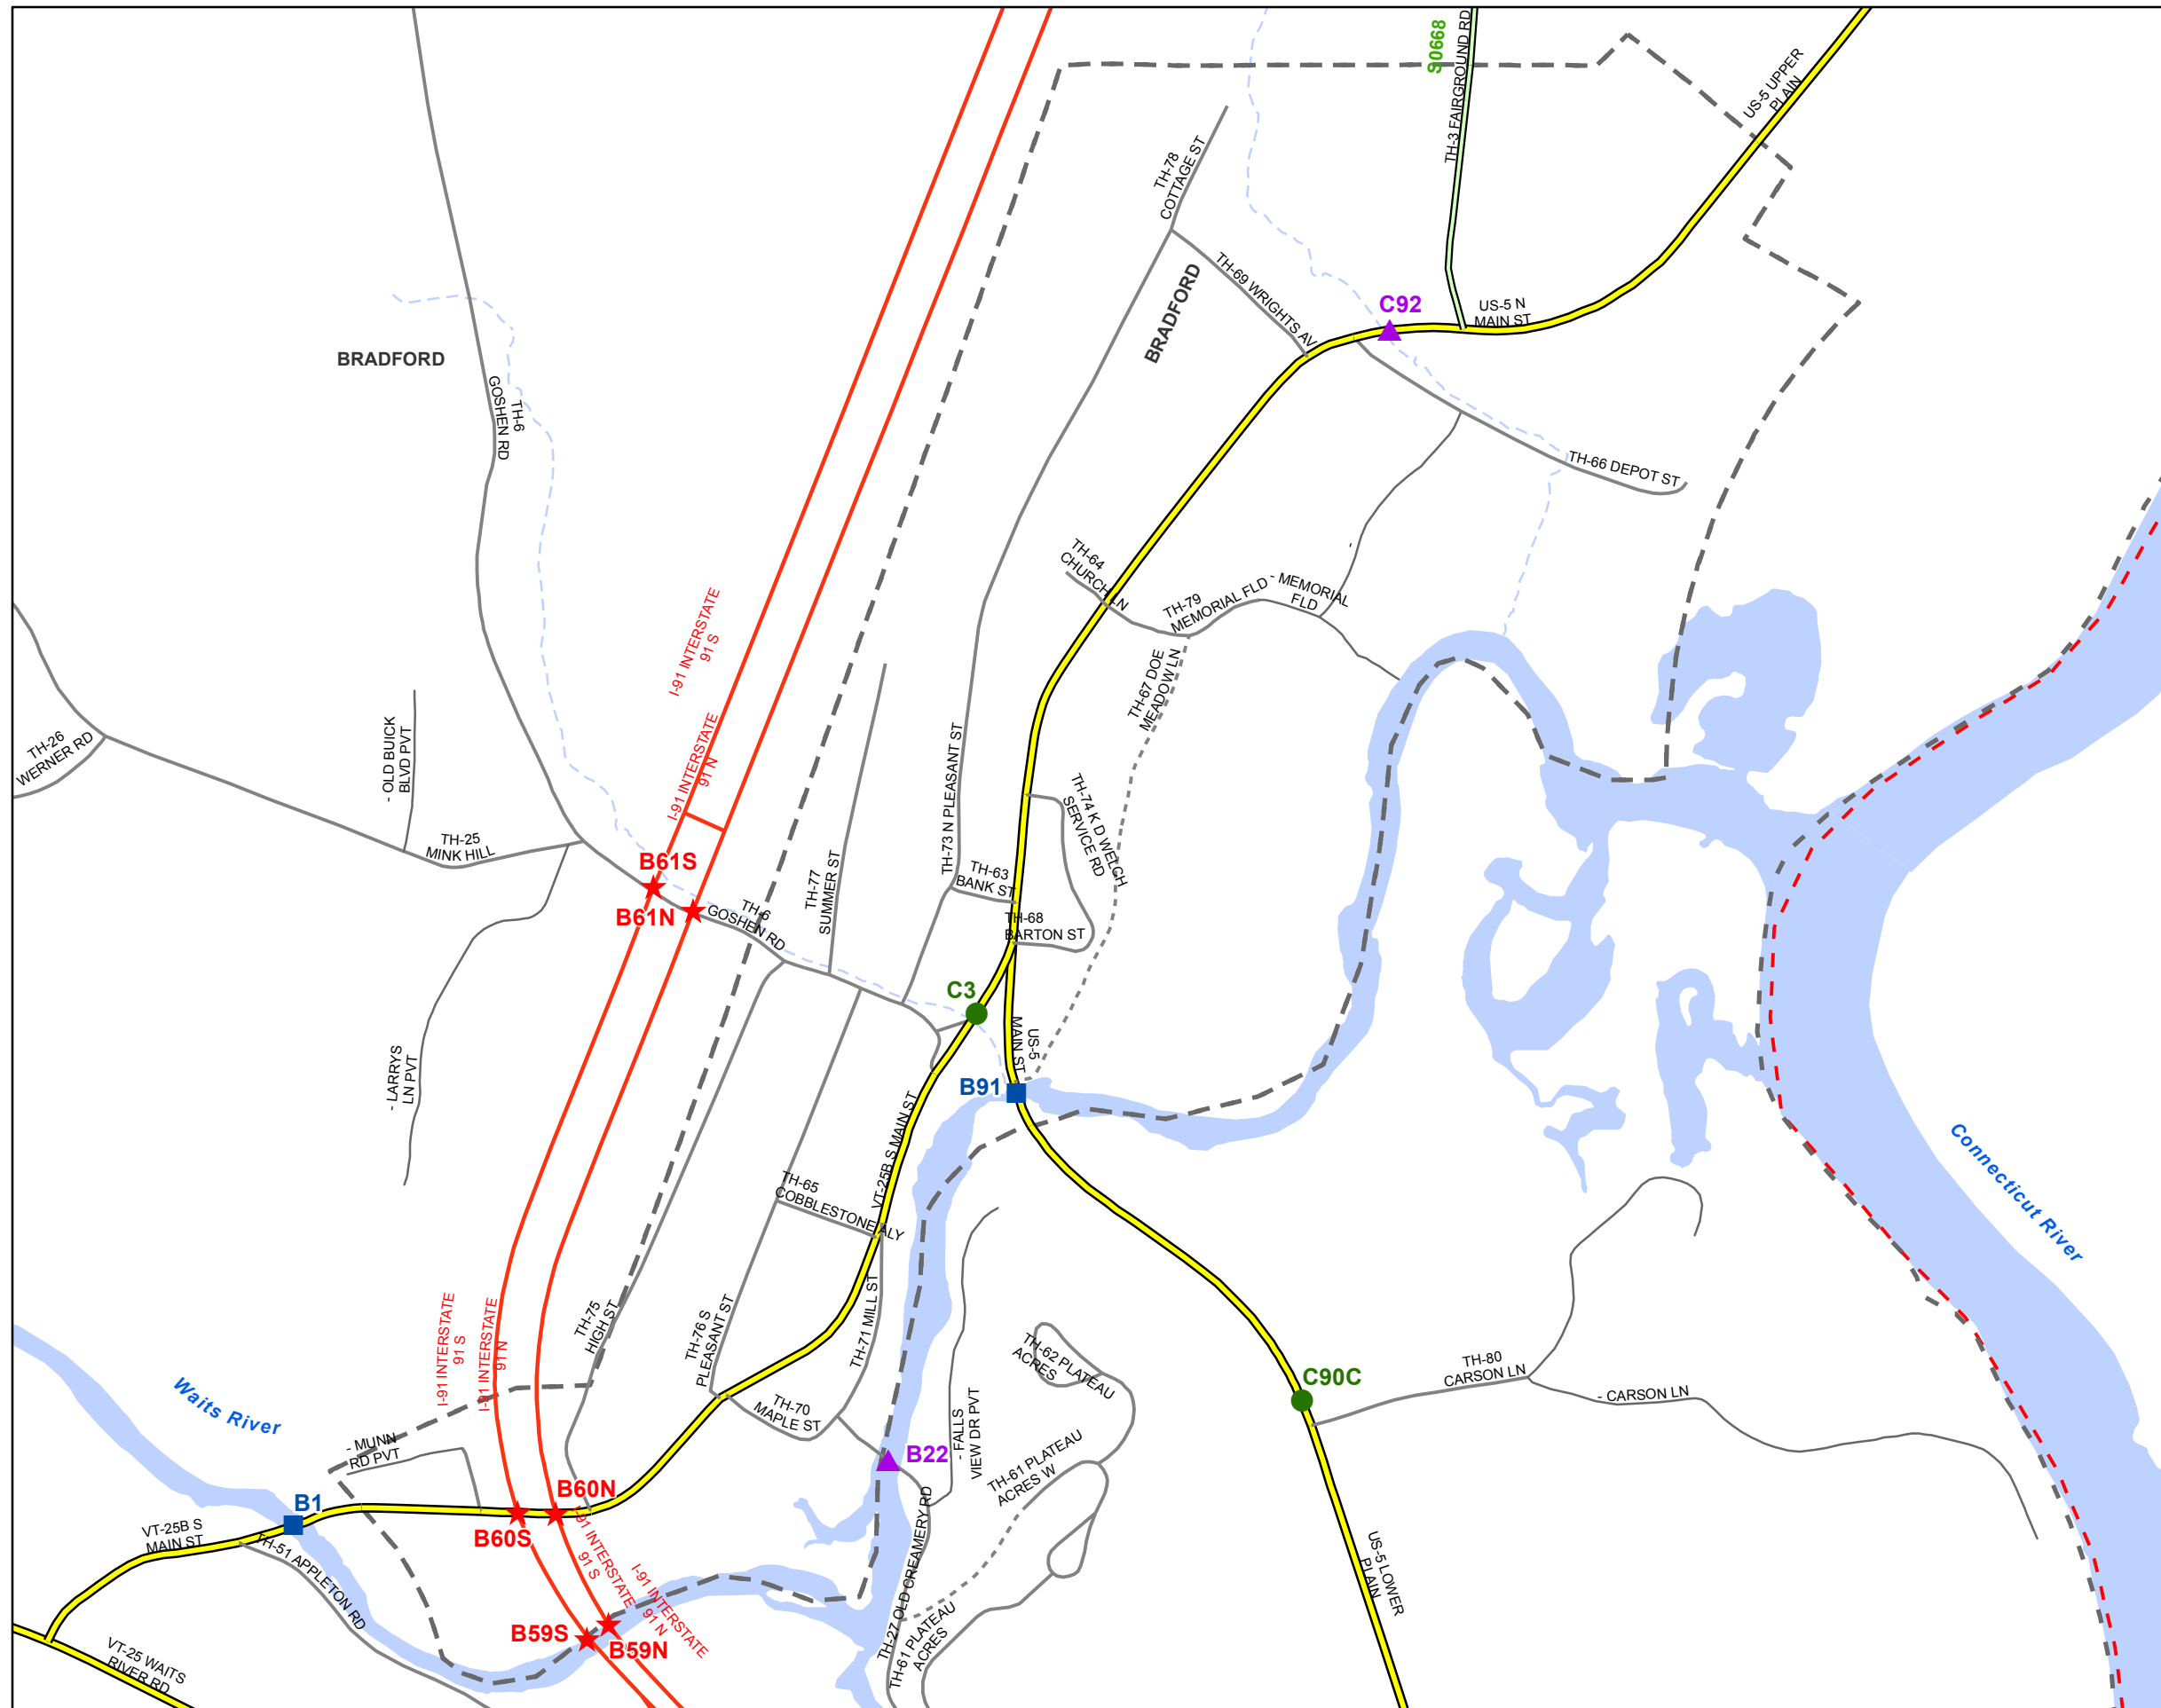 S0668
TH-3 FAIRGROUND RD
US-5 UPPER
PLAIN
TH-78
COTTAGE ST
TH-69 WRIGHTS AV
BRADFORD
C92
US-5 N
MAIN ST
BRADFORD
TH-6
GOSHEN RD
TH-66 DEPOT ST
TH-64
CHURCH LN
TH-79
MEMORIAL FLD
- MEMORIAL
FLD
-
I-91 INTERSTATE
91 S
TH-67 DOE
MEADOW LN
I-91 INTERSTATE
91 N
TH-26
WERNER RD
- OLD BUICK
BLVD PVT
TH-25
MINK HILL
TH-73 N PLEASANT ST
TH-74 K D WELCH
SERVICE RD
B61S
B61N
TH-6
GOSHEN RD
TH-77
SUMMER ST
TH-63
BANK ST
TH-68
BARTON ST
C3
US-5
MAIN ST
B91
- LARRYS
LN PVT
VT-25B S MAIN ST
TH-65
COBBLESTONE ALY
Connecticut River
I-91 INTERSTATE
91 S
I-91 INTERSTATE
91 N
TH-75
HIGH ST
TH-76 S
PLEASANT ST
TH-71 MILL ST
TH-62 PLATEAU
ACRES
C90C
TH-80
CARSON LN
- CARSON LN
Waits River
- MUNN
RD PVT
TH-70
MAPLE ST
- FALLS
VIEW DR PVT
B22
TH-61 PLATEAU
ACRES W
B1
B60N
B60S
VT-25B S
MAIN ST
TH-51 APPLETON RD
I-91 INTERSTATE
91 S
I-91 INTERSTATE
91 N
TH-27 OLD CREAMERY RD
US-5 LOWER
PLAIN
B59S
B59N
TH-61 PLATEAU
ACRES
VT-25 WAITS
RIVER RD